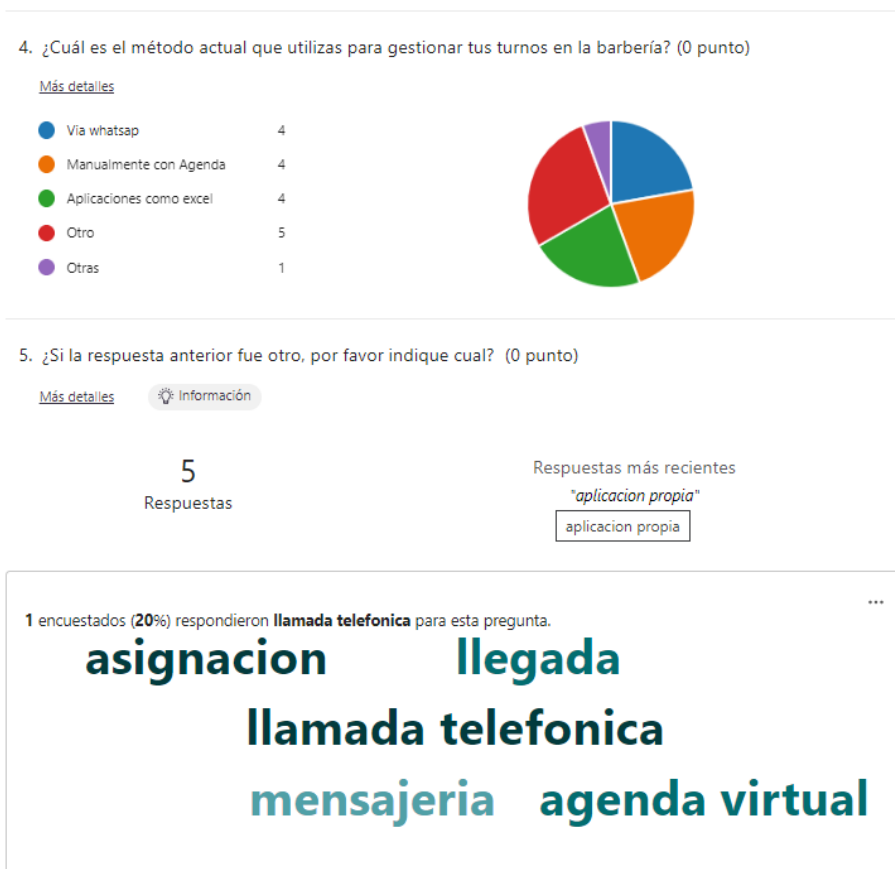 4. ¿Cuál es el método actual que utilizas para gestionar tus turnos en la barbería? (0 punto)
Más detalles
Via whatsap 4
Manualmente con Agenda 4
Aplicaciones como excel 4
Otro 5
Otras 1
5. ¿Si la respuesta anterior fue otro, por favor indique cual? (0 punto)
Más detalles Información
5
Respuestas
Respuestas más recientes
"aplicacion propia"
aplicacion propia
...
1 encuestados (20%) respondieron llamada telefonica para esta pregunta.
asignacion llegada
llamada telefonica
mensajeria agenda virtual